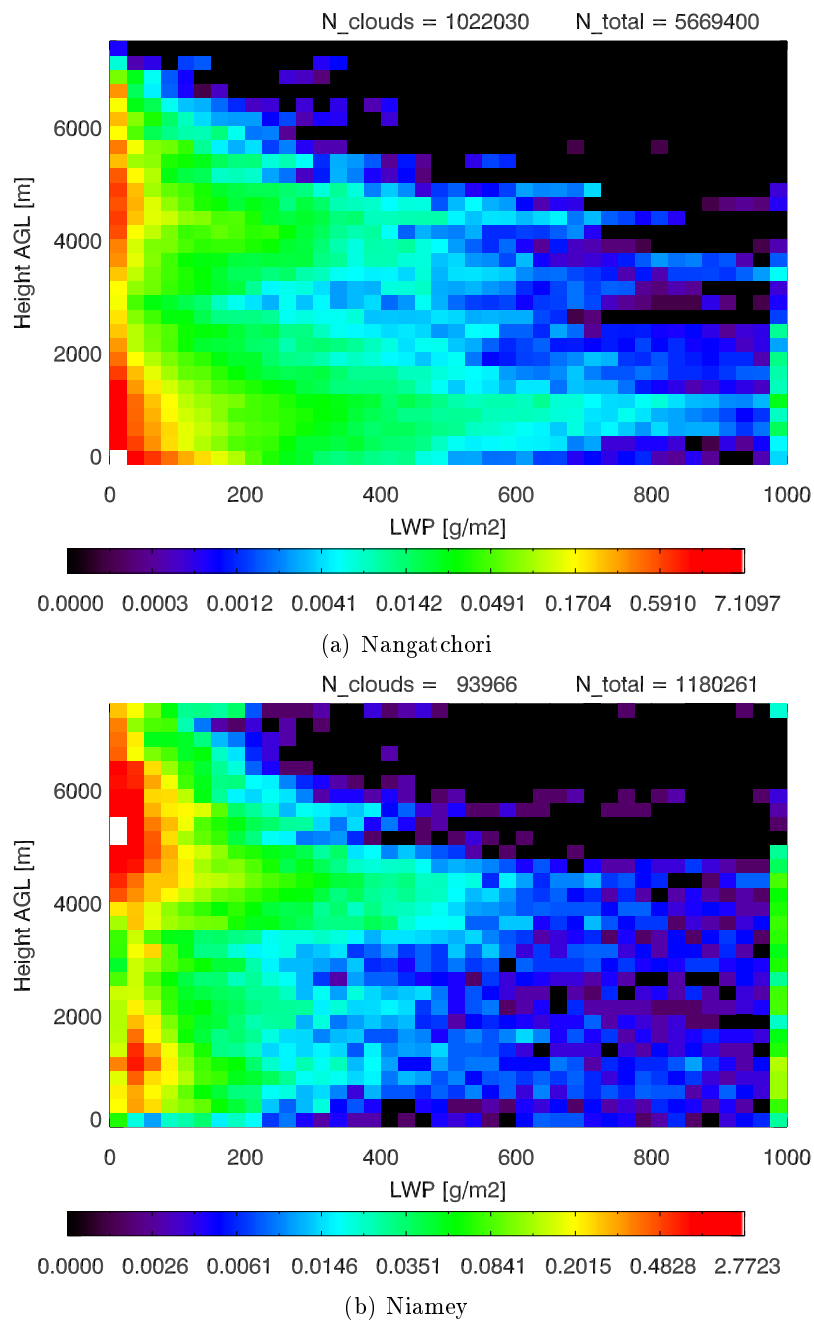 N_clouds = 1022030 N_total = 5669400
Height AGL [m]
6000
4000
2000
0
0 200 400 600 800 1000
LWP [g/m2]
0.0000 0.0003 0.0012 0.0041 0.0142 0.0491 0.1704 0.5910 7.1097
(a) Nangatchori
N_clouds = 93966 N_total = 1180261
Height AGL [m]
6000
4000
2000
0
0 200 400 600 800 1000
LWP [g/m2]
0.0000 0.0026 0.0061 0.0146 0.0351 0.0841 0.2015 0.4828 2.7723
(b) Niamey